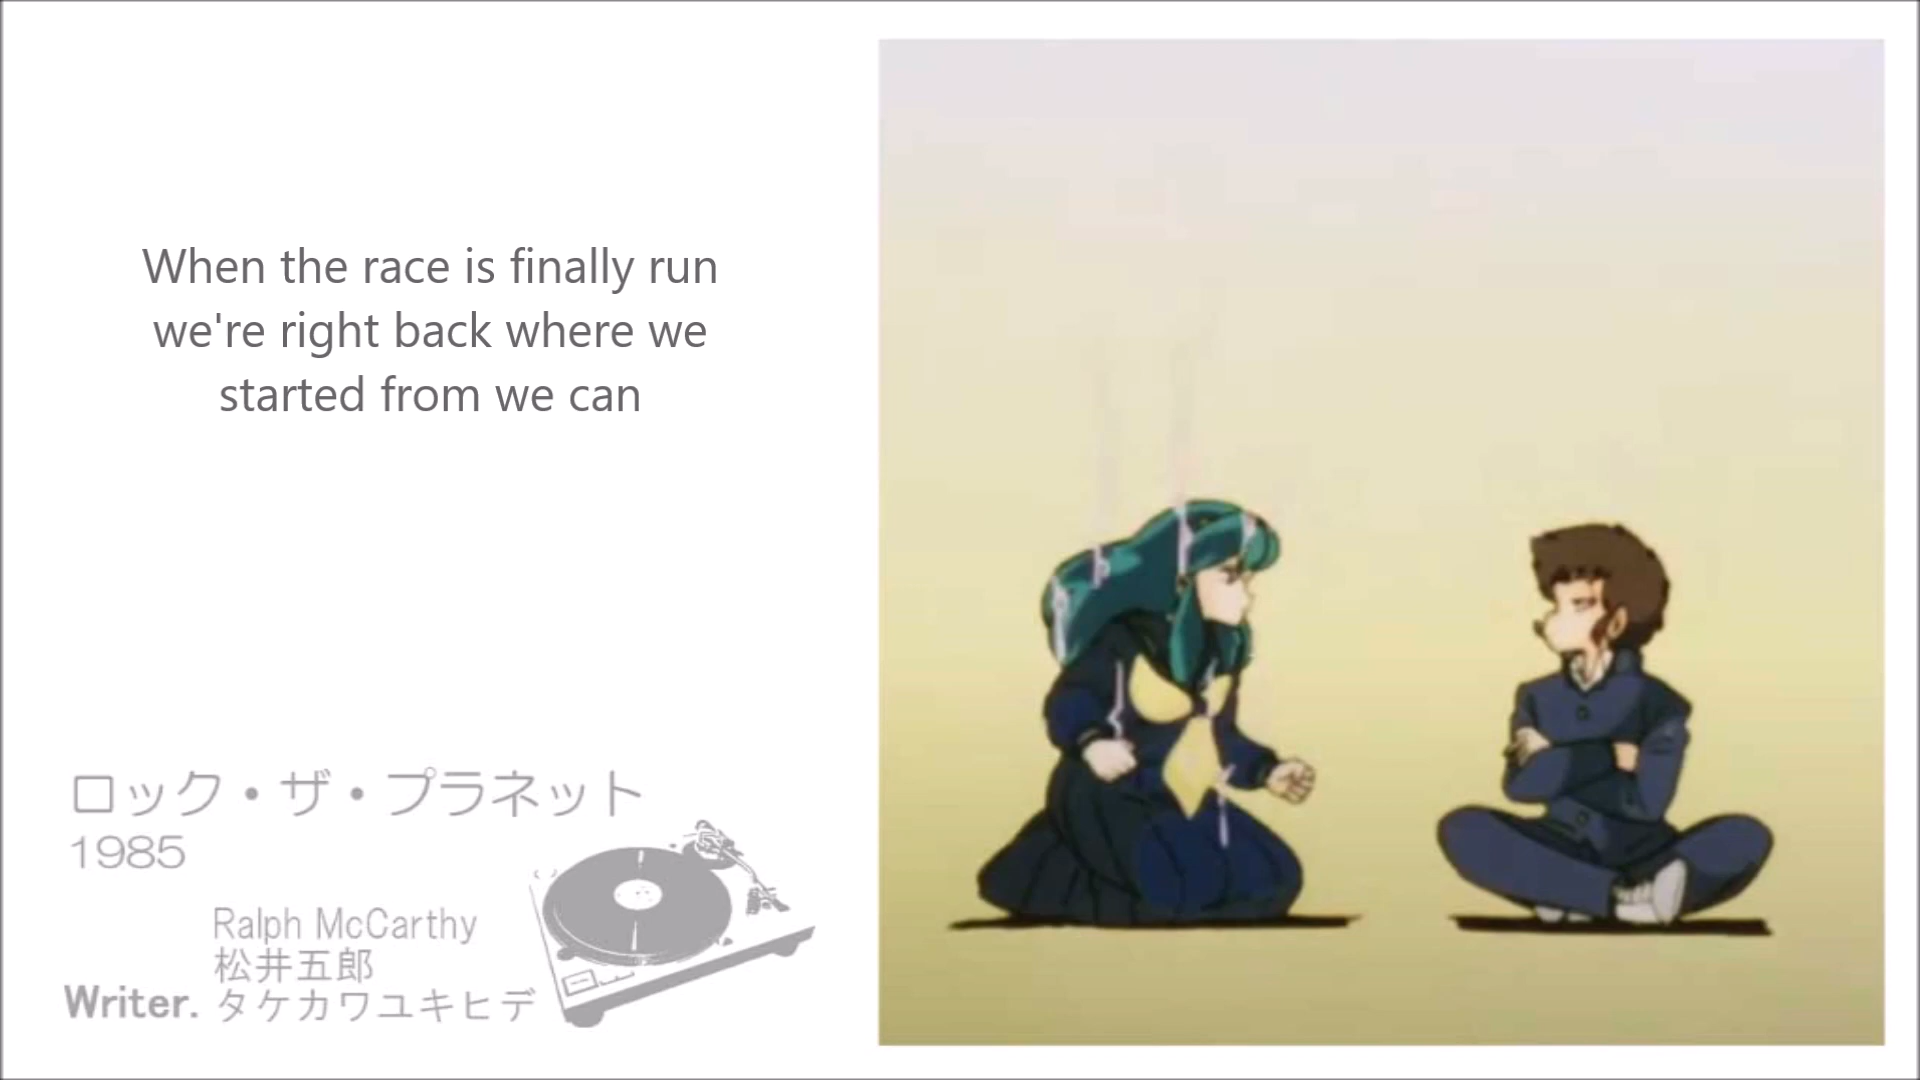 When the race is finally run
we're right back where we
started from we can
ロック・ザ・プラネット
1985
Ralph McCarthy
松井五郎
Writer. タケカワユキヒデ